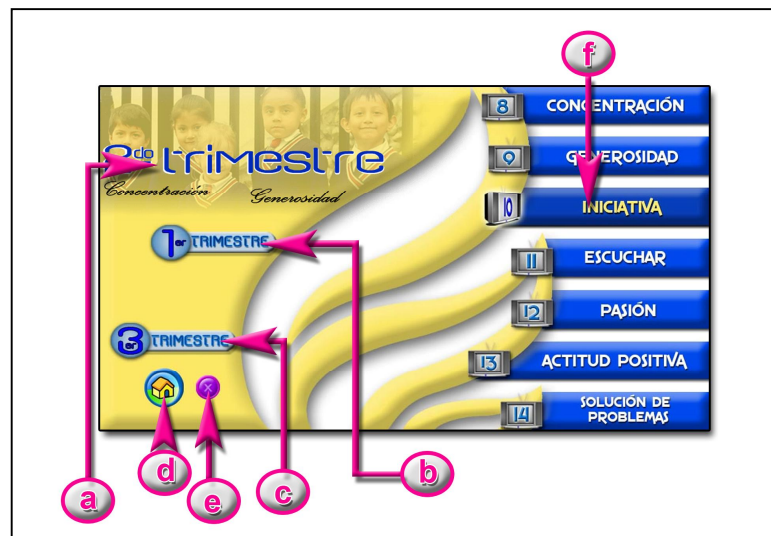 f
8 CONCENTRACIÓN
2do trimestre
9 GENEROSIDAD
Concentración Generosidad
10 INICIATIVA
1er TRIMESTRE
11 ESCUCHAR
12 PASIÓN
3er TRIMESTRE
13 ACTITUD POSITIVA
14 SOLUCIÓN DE
PROBLEMAS
X
a
d
e
c
b